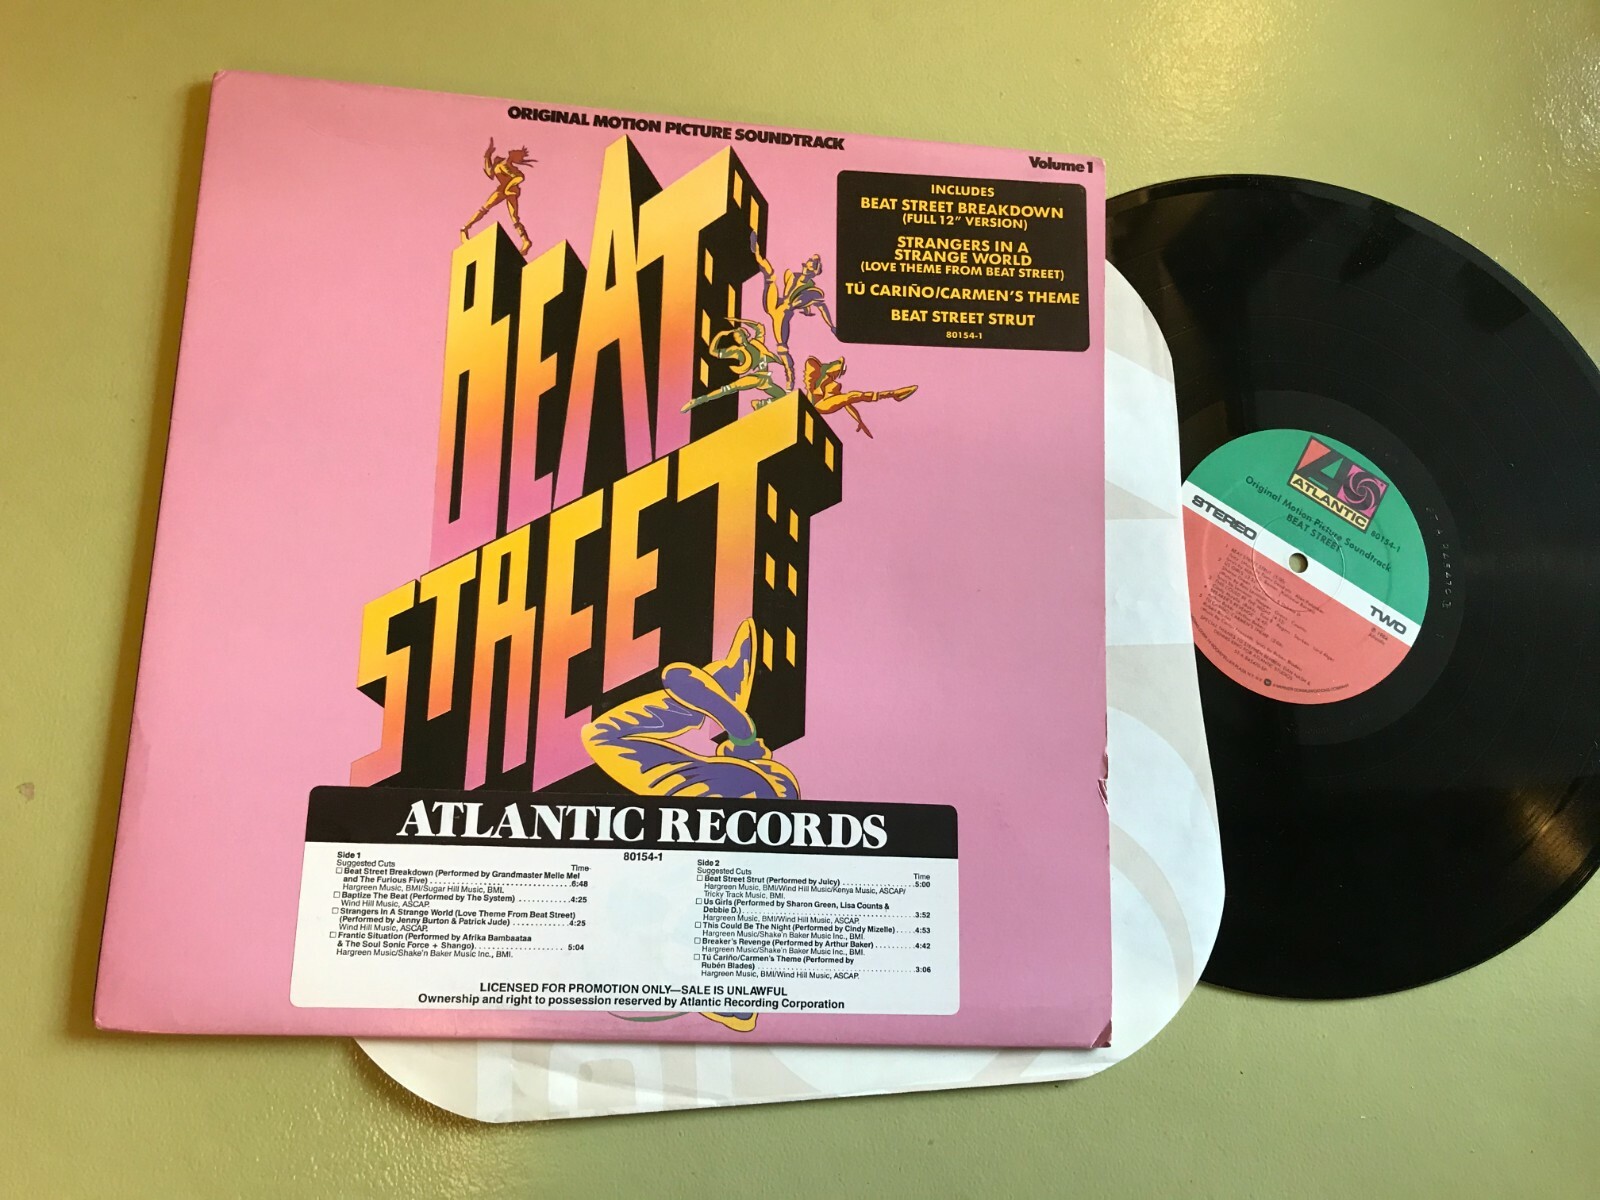 ORIGINAL MOTION PICTURE SOUNDTRACK
Volume 1
BEAT
STREET
INCLUDES
BEAT STREET BREAKDOWN
(FULL 12" VERSION)
STRANGERS IN A
STRANGE WORLD
(LOVE THEME FROM BEAT STREET)
TÚ CARIÑO/CARMEN'S THEME
BEAT STREET STRUT
80154-1
ATLANTIC RECORDS
80154-1
Side 1
Suggested Cuts
Time
Beat Street Breakdown (Performed by Grandmaster Melle Mel
and The Furious Five) 6:48
Hargreen Music, BMI/Sugar Hill Music, BMI.
Baptize The Beat (Performed by The System) 4:25
Wind Hill Music, ASCAP.
Strangers In A Strange World (Love Theme From Beat Street)
(Performed by Jenny Burton & Patrick Jude) 4:25
Wind Hill Music, ASCAP.
Frantic Situation (Performed by Afrika Bambaataa
& The Soul Sonic Force + Shango) 5:04
Hargreen Music/Shake'n Baker Music Inc., BMI.
Side 2
Suggested Cuts
Time
Beat Street Strut (Performed by Juicy) 5:00
Hargreen Music, BMI/Wind Hill Music/Kenya Music, ASCAP/
Tricky Track Music, BMI.
Us Girls (Performed by Sharon Green, Lisa Counts &
Debbie D.) 3:52
Hargreen Music, BMI/Wind Hill Music, ASCAP.
This Could Be The Night (Performed by Cindy Mizelle) 4:53
Hargreen Music/Shake'n Baker Music Inc., BMI.
Breaker's Revenge (Performed by Arthur Baker) 4:42
Hargreen Music/Shake'n Baker Music Inc., BMI.
Tú Cariño/Carmen's Theme (Performed by
Rubén Blades) 3:06
Hargreen Music, BMI/Wind Hill Music, ASCAP.
LICENSED FOR PROMOTION ONLY—SALE IS UNLAWFUL
Ownership and right to possession reserved by Atlantic Recording Corporation
ATLANTIC
Original Motion Picture Soundtrack
BEAT STREET
80154-1
STEREO
TWO